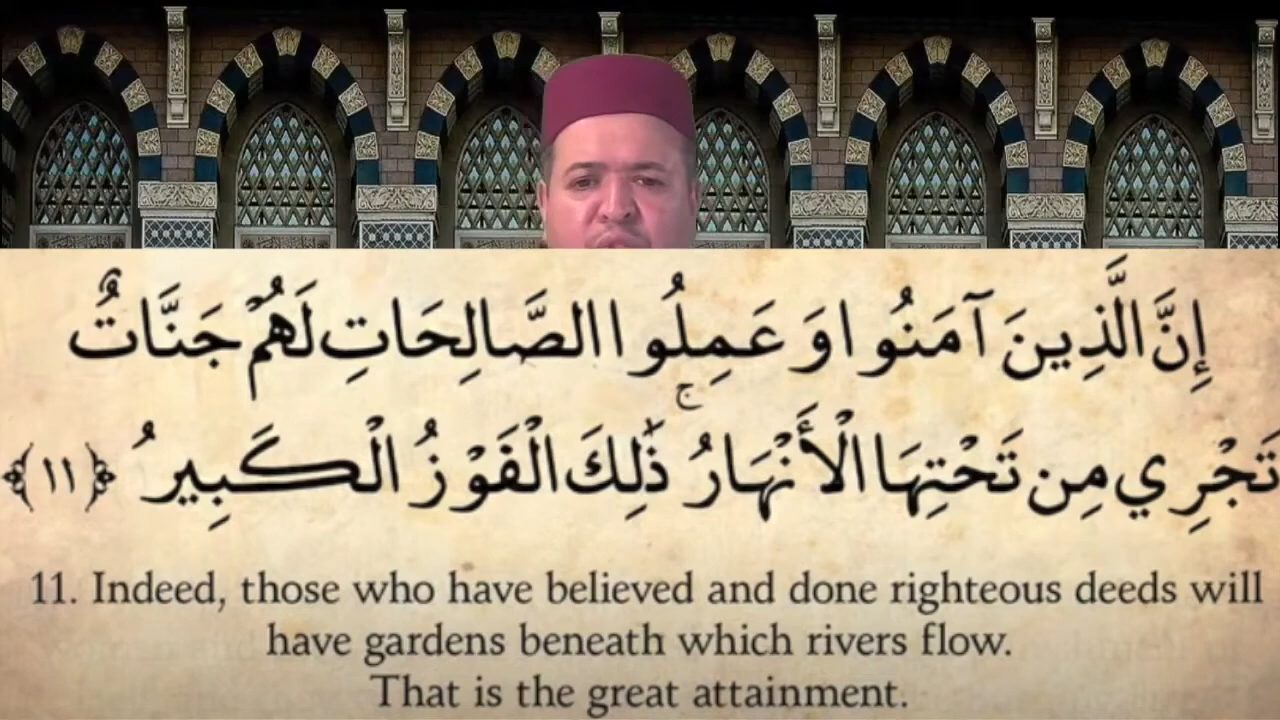 إِنَّ الَّذِينَ آمَنُوا وَعَمِلُوا الصَّالِحَاتِ لَهُمْ جَنَّاتٌ
تَجْرِي مِن تَحْتِهَا الْأَنْهَارُ ۚ ذَٰلِكَ الْفَوْزُ الْكَبِيرُ ﴿١١﴾
11. Indeed, those who have believed and done righteous deeds will
have gardens beneath which rivers flow.
That is the great attainment.